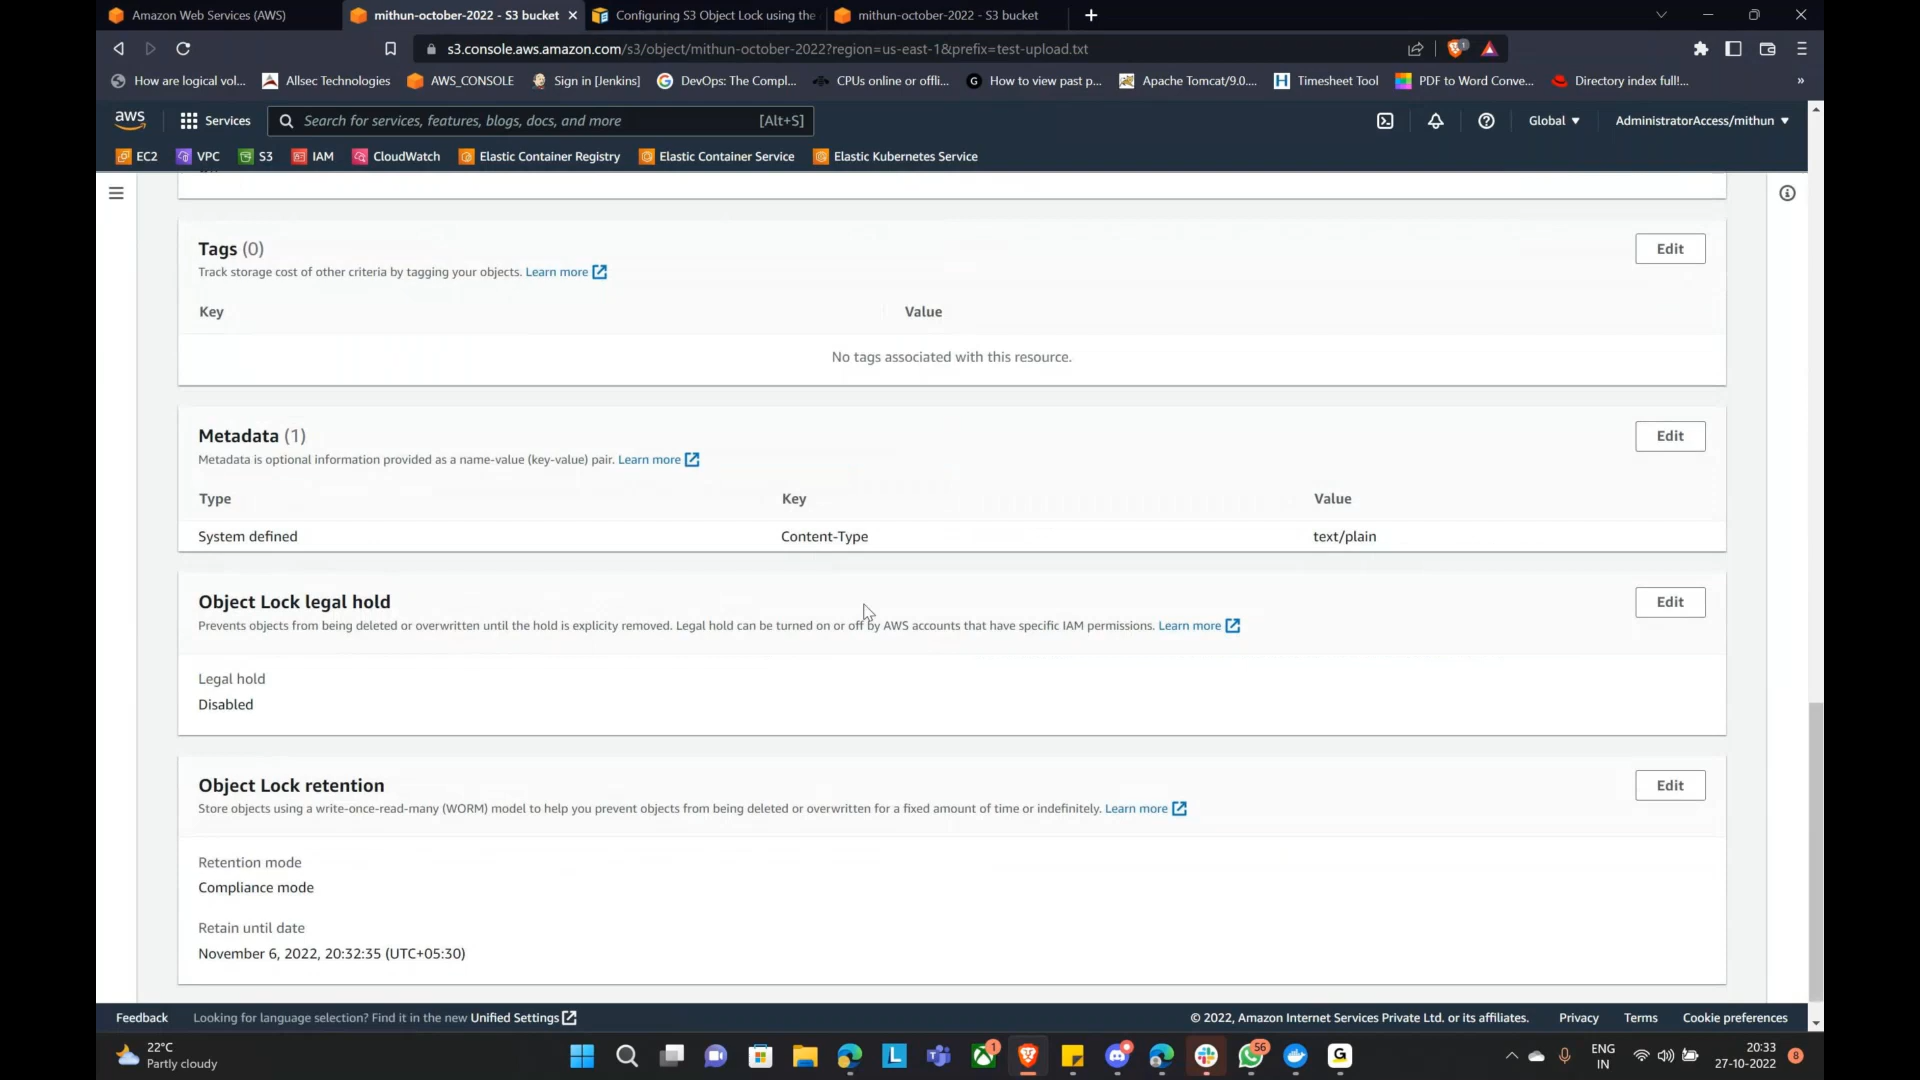 Amazon Web Services (AWS)
mithun-october-2022 - S3 bucket
Configuring S3 Object Lock using the
mithun-october-2022 - S3 bucket
s3.console.aws.amazon.com/s3/object/mithun-october-2022?region=us-east-1&prefix=test-upload.txt
1
How are logical vol...
Allsec Technologies
AWS_CONSOLE
Sign in [Jenkins]
DevOps: The Compl...
CPUs online or offli...
How to view past p...
Apache Tomcat/9.0....
Timesheet Tool
PDF to Word Conve...
Directory index full!...
»
aws
Services
Search for services, features, blogs, docs, and more
[Alt+S]
Global
AdministratorAccess/mithun
EC2
VPC
S3
IAM
CloudWatch
Elastic Container Registry
Elastic Container Service
Elastic Kubernetes Service
Tags (0)
Edit
Track storage cost of other criteria by tagging your objects. Learn more
Key
Value
No tags associated with this resource.
Metadata (1)
Edit
Metadata is optional information provided as a name-value (key-value) pair. Learn more
Type
Key
Value
System defined
Content-Type
text/plain
Object Lock legal hold
Edit
Prevents objects from being deleted or overwritten until the hold is explicity removed. Legal hold can be turned on or off by AWS accounts that have specific IAM permissions. Learn more
Legal hold
Disabled
Object Lock retention
Edit
Store objects using a write-once-read-many (WORM) model to help you prevent objects from being deleted or overwritten for a fixed amount of time or indefinitely. Learn more
Retention mode
Compliance mode
Retain until date
November 6, 2022, 20:32:35 (UTC+05:30)
Feedback
Looking for language selection? Find it in the new Unified Settings
© 2022, Amazon Internet Services Private Ltd. or its affiliates.
Privacy
Terms
Cookie preferences
22°C
Partly cloudy
L
1
56
G
ENG
IN
20:33
27-10-2022
8